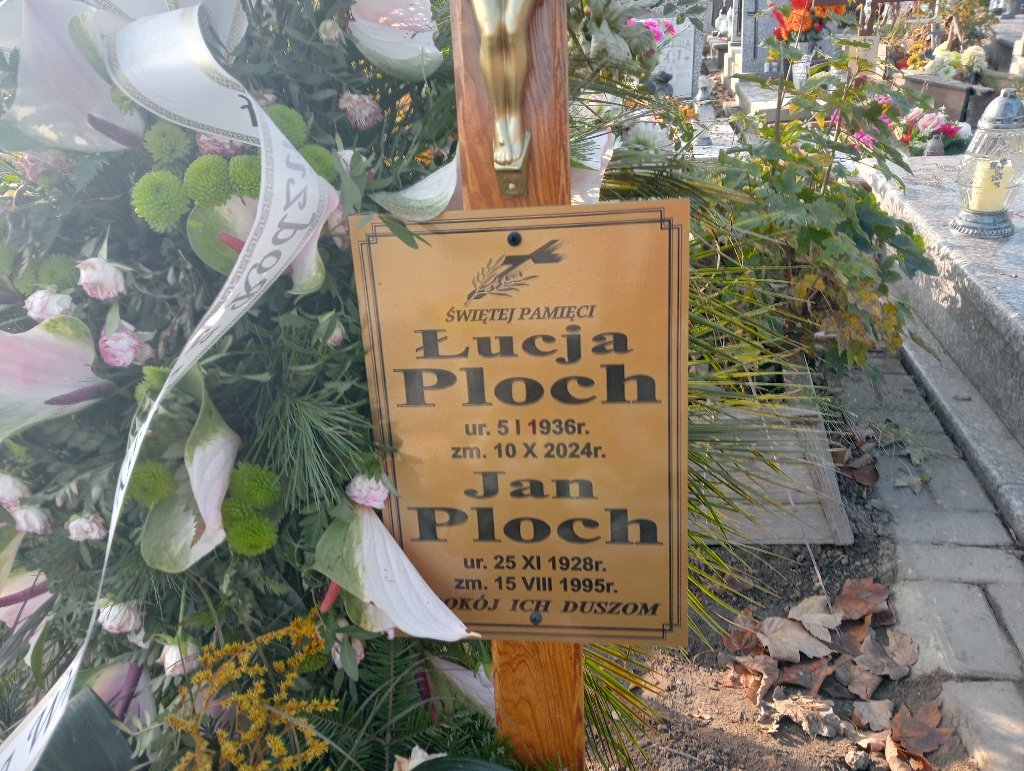 ŚWIĘTEJ PAMIĘCI
Łucja
Ploch
ur. 5 I 1936r.
zm. 10 X 2024r.
Jan
Ploch
ur. 25 XI 1928r.
zm. 15 VIII 1995r.
OKÓJ ICH DUSZOM